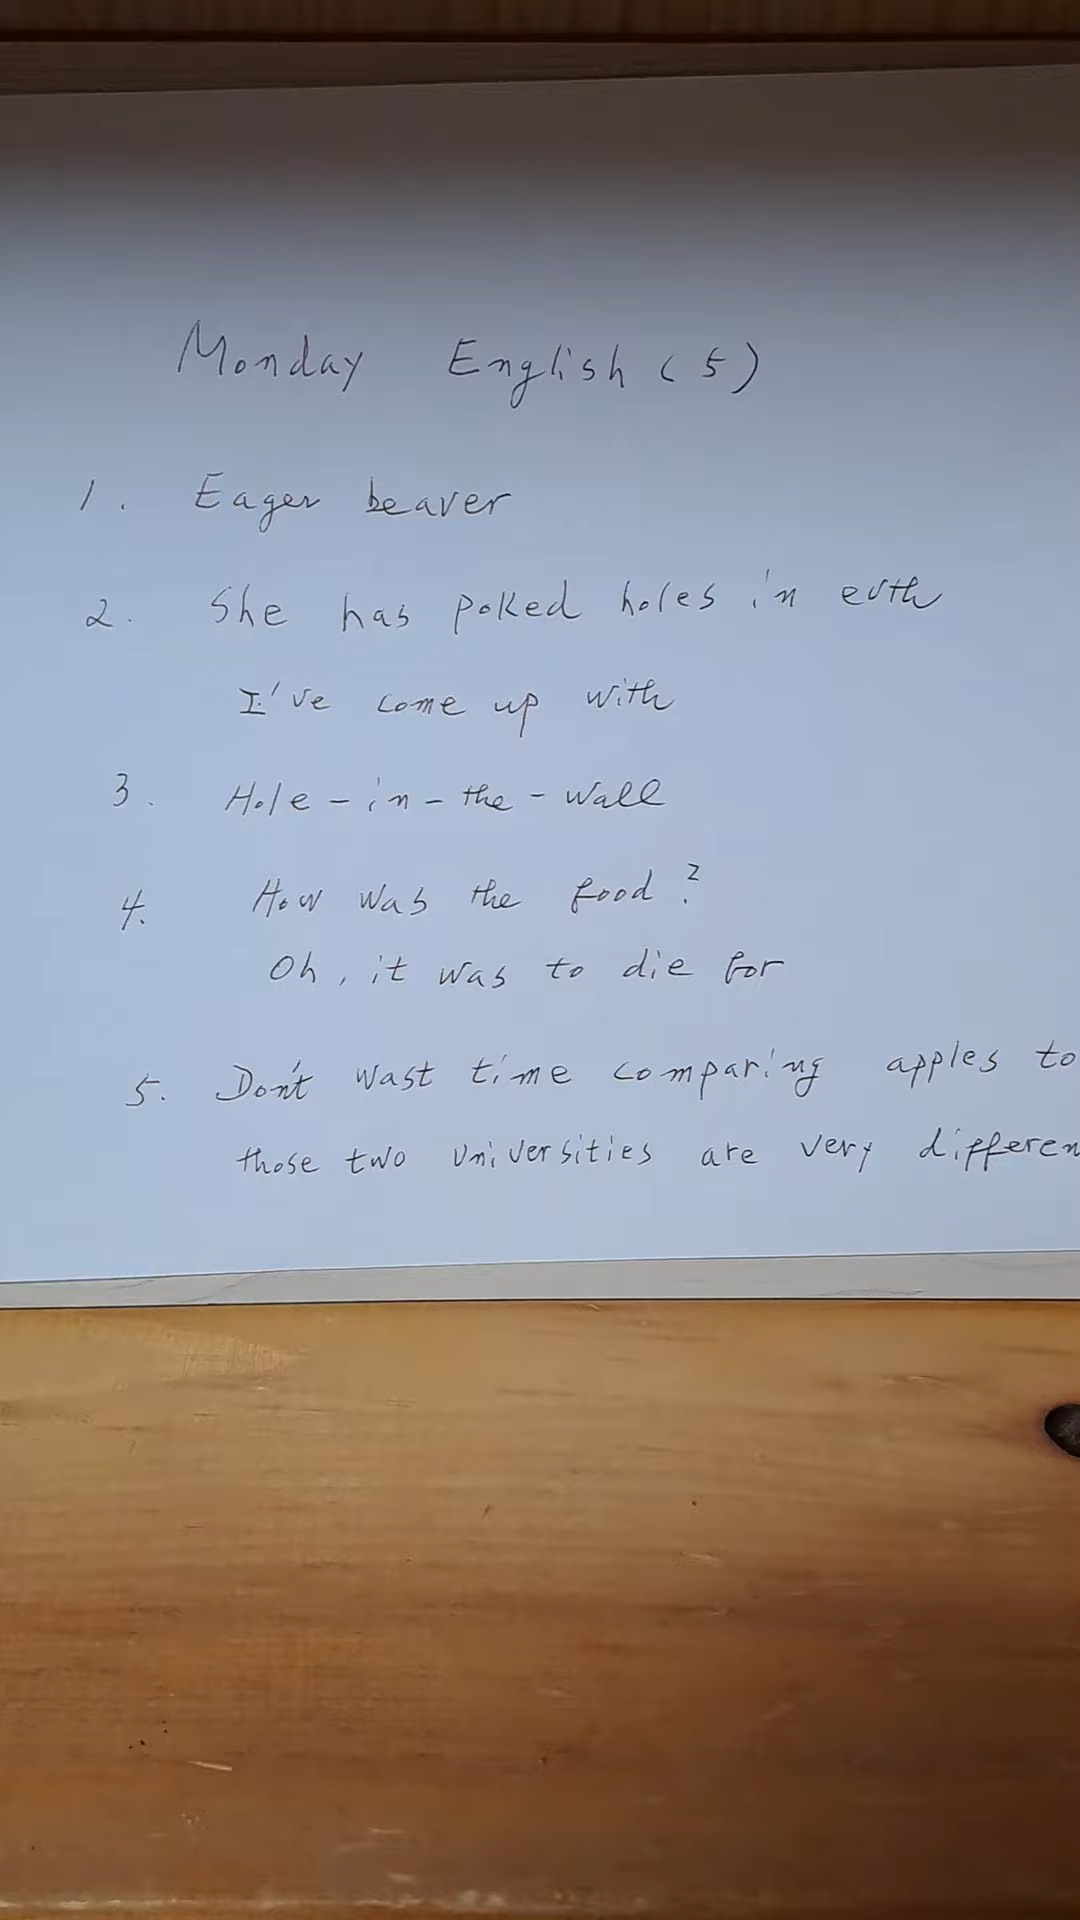 Monday English (5)
1. Eager beaver
2. She has poked holes in evth
I've come up with
3. Hole-in-the-wall
4. How was the food?
Oh, it was to die for
5. Don't wast time comparing apples to
those two universities are very differen